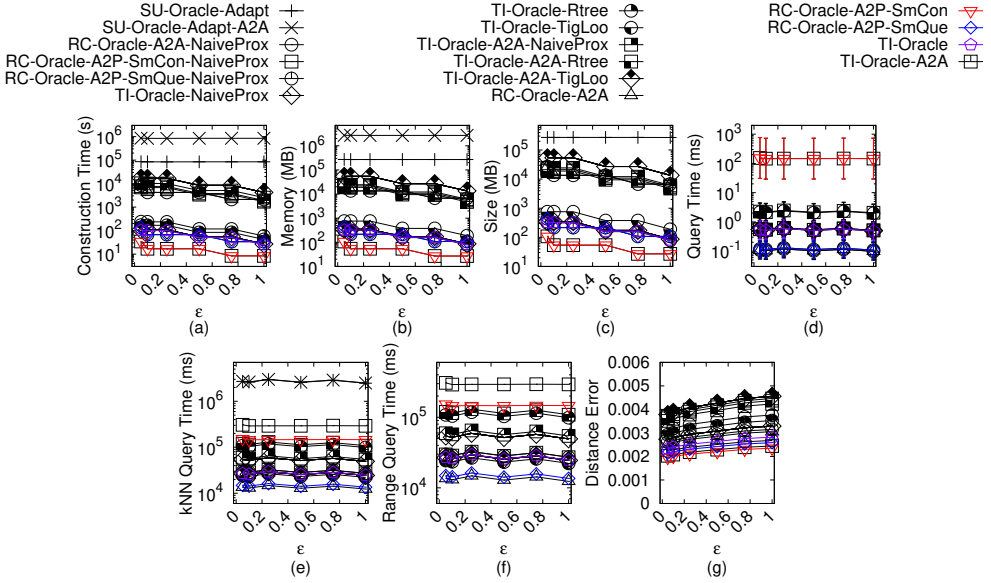 SU-Oracle-Adapt
SU-Oracle-Adapt-A2A
RC-Oracle-A2A-NaiveProx
RC-Oracle-A2P-SmCon-NaiveProx
RC-Oracle-A2P-SmQue-NaiveProx
TI-Oracle-NaiveProx
TI-Oracle-Rtree
TI-Oracle-TigLoo
TI-Oracle-A2A-NaiveProx
TI-Oracle-A2A-Rtree
TI-Oracle-A2A-TigLoo
RC-Oracle-A2A
RC-Oracle-A2P-SmCon
RC-Oracle-A2P-SmQue
TI-Oracle
TI-Oracle-A2A
Construction Time (s)
10^6
10^5
10^4
10^3
10^2
10^1
0 0.2 0.4 0.6 0.8 1
ε
(a)
Memory (MB)
10^6
10^5
10^4
10^3
10^2
10^1
0 0.2 0.4 0.6 0.8 1
ε
(b)
Size (MB)
10^5
10^4
10^3
10^2
10^1
0 0.2 0.4 0.6 0.8 1
ε
(c)
Query Time (ms)
10^3
10^2
10^1
10^0
10^-1
0 0.2 0.4 0.6 0.8 1
ε
(d)
kNN Query Time (ms)
10^6
10^5
10^4
0 0.2 0.4 0.6 0.8 1
ε
(e)
Range Query Time (ms)
10^5
10^4
0 0.2 0.4 0.6 0.8 1
ε
(f)
Distance Error
0.006
0.005
0.004
0.003
0.002
0.001
0
0 0.2 0.4 0.6 0.8 1
ε
(g)